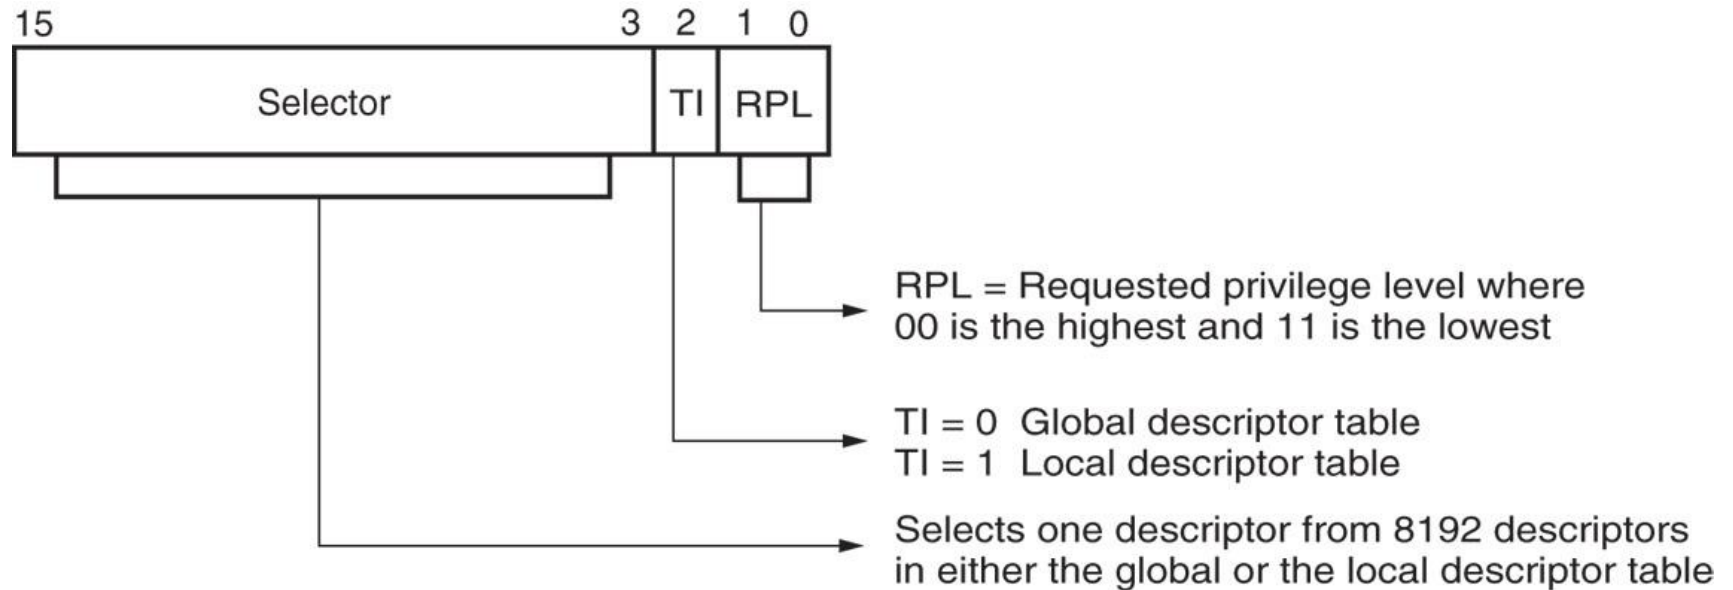 15 3 2 1 0
Selector TI RPL
RPL = Requested privilege level where
00 is the highest and 11 is the lowest
TI = 0 Global descriptor table
TI = 1 Local descriptor table
Selects one descriptor from 8192 descriptors
in either the global or the local descriptor table